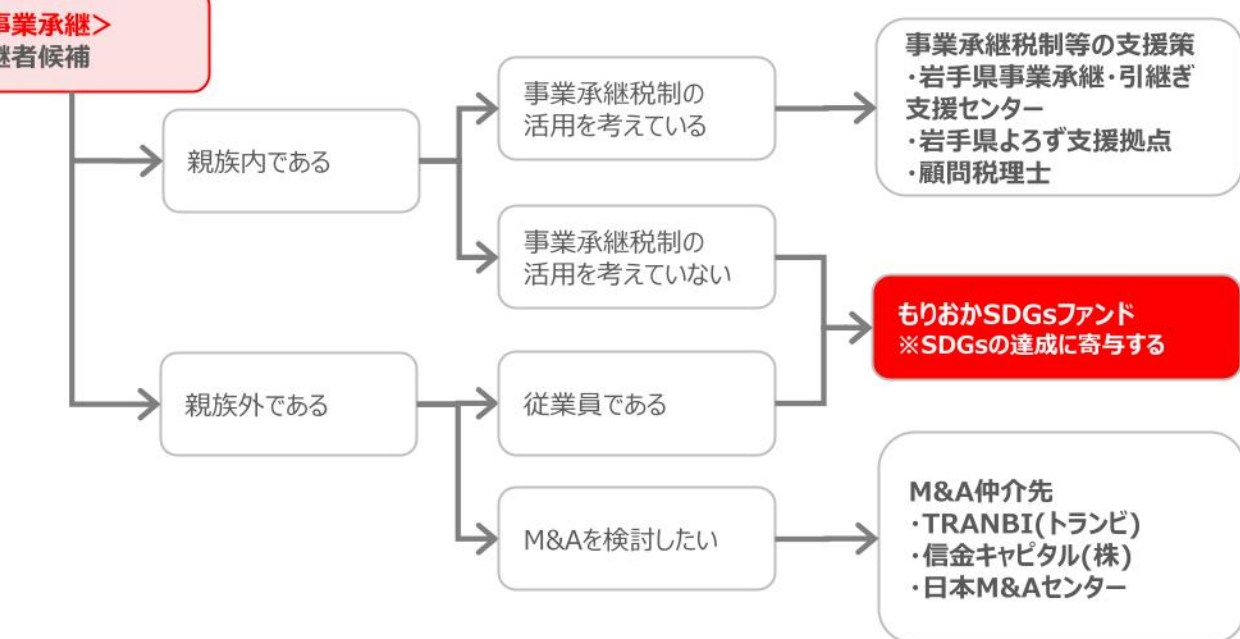 事業承継>
継者候補
親族内である
事業承継税制の
活用を考えている
事業承継税制等の支援策
・岩手県事業承継・引継ぎ
支援センター
・岩手県よろず支援拠点
・顧問税理士
事業承継税制の
活用を考えていない
もりおかSDGsファンド
※SDGsの達成に寄与する
親族外である
従業員である
M&Aを検討したい
M&A仲介先
・TRANBI(トランビ)
・信金キャピタル(株)
・日本M&Aセンター